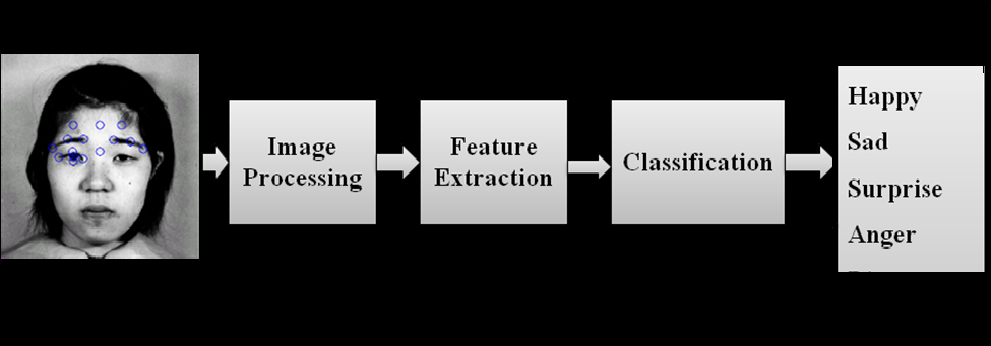 Image
Processing
Feature
Extraction
Classification
Happy
Sad
Surprise
Anger